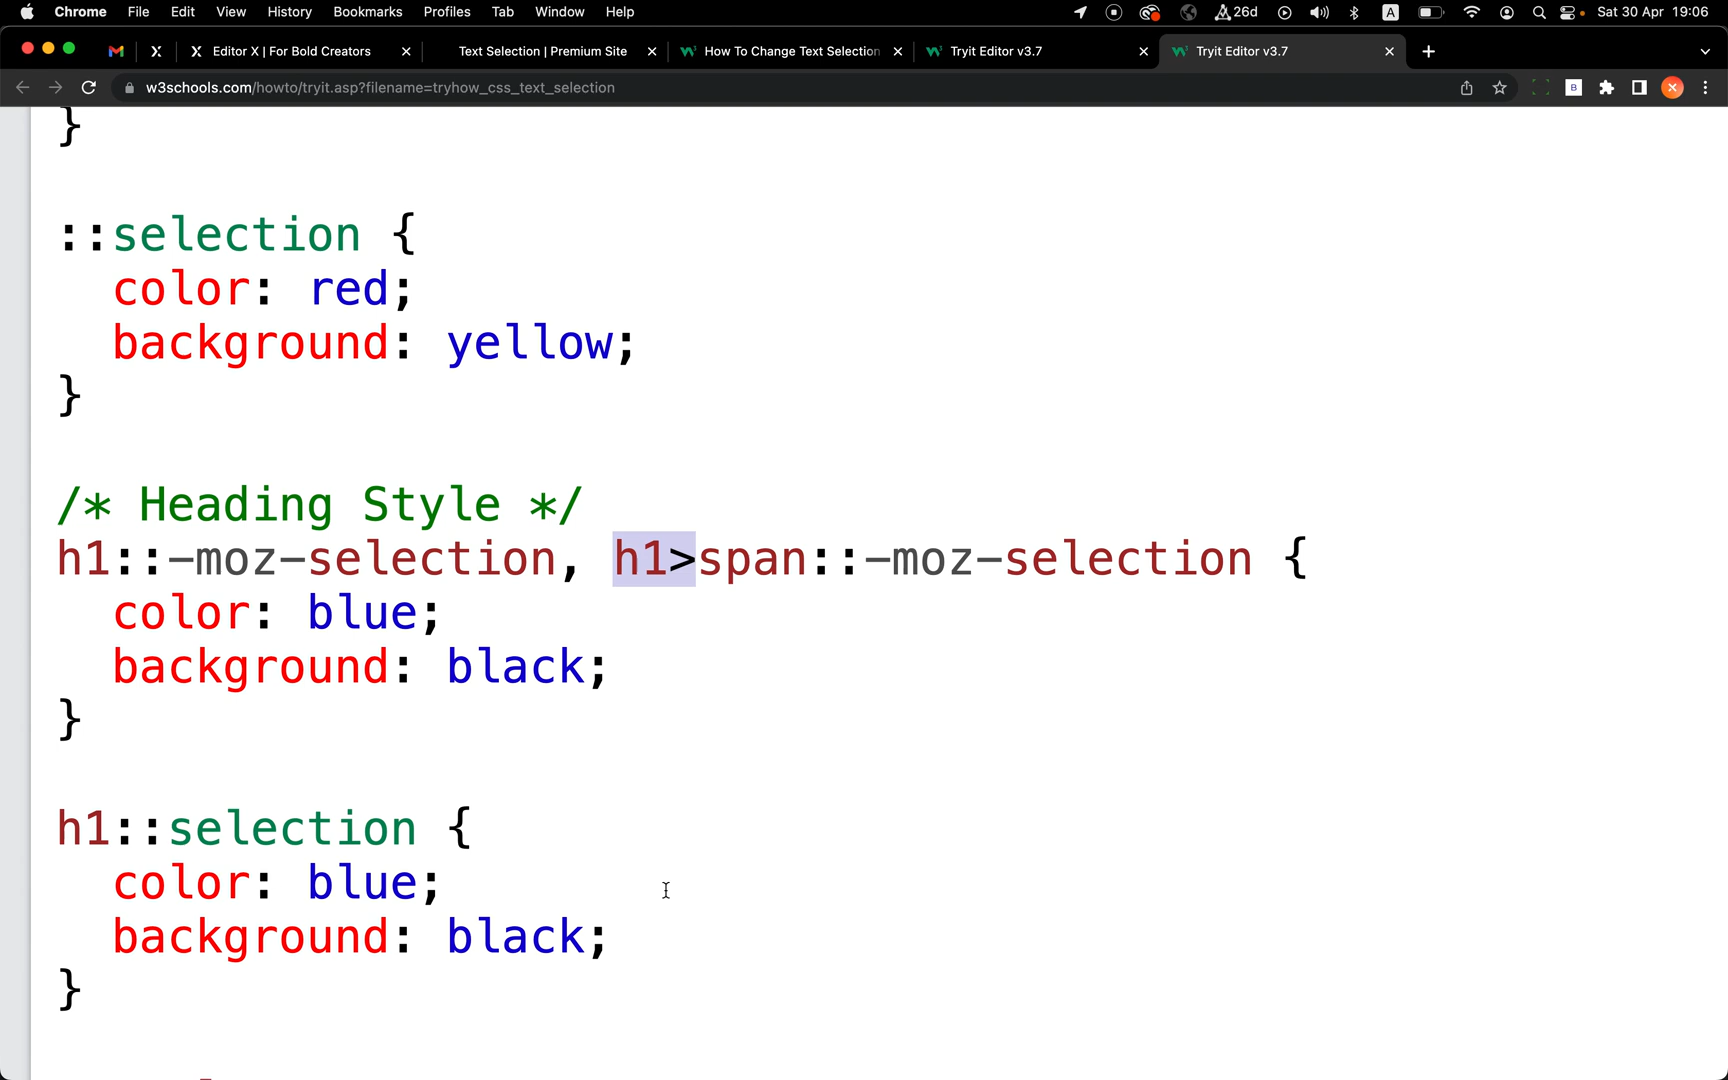 Chrome File Edit View History Bookmarks Profiles Tab Window Help 26d A Sat 30 Apr 19:06
Editor X | For Bold Creators Text Selection | Premium Site How To Change Text Selection Tryit Editor v3.7 Tryit Editor v3.7
w3schools.com/howto/tryit.asp?filename=tryhow_css_text_selection B X
}
::selection {
color: red;
background: yellow;
}
/* Heading Style */
h1::-moz-selection, h1>span::-moz-selection {
color: blue;
background: black;
}
h1::selection {
color: blue;
background: black;
}